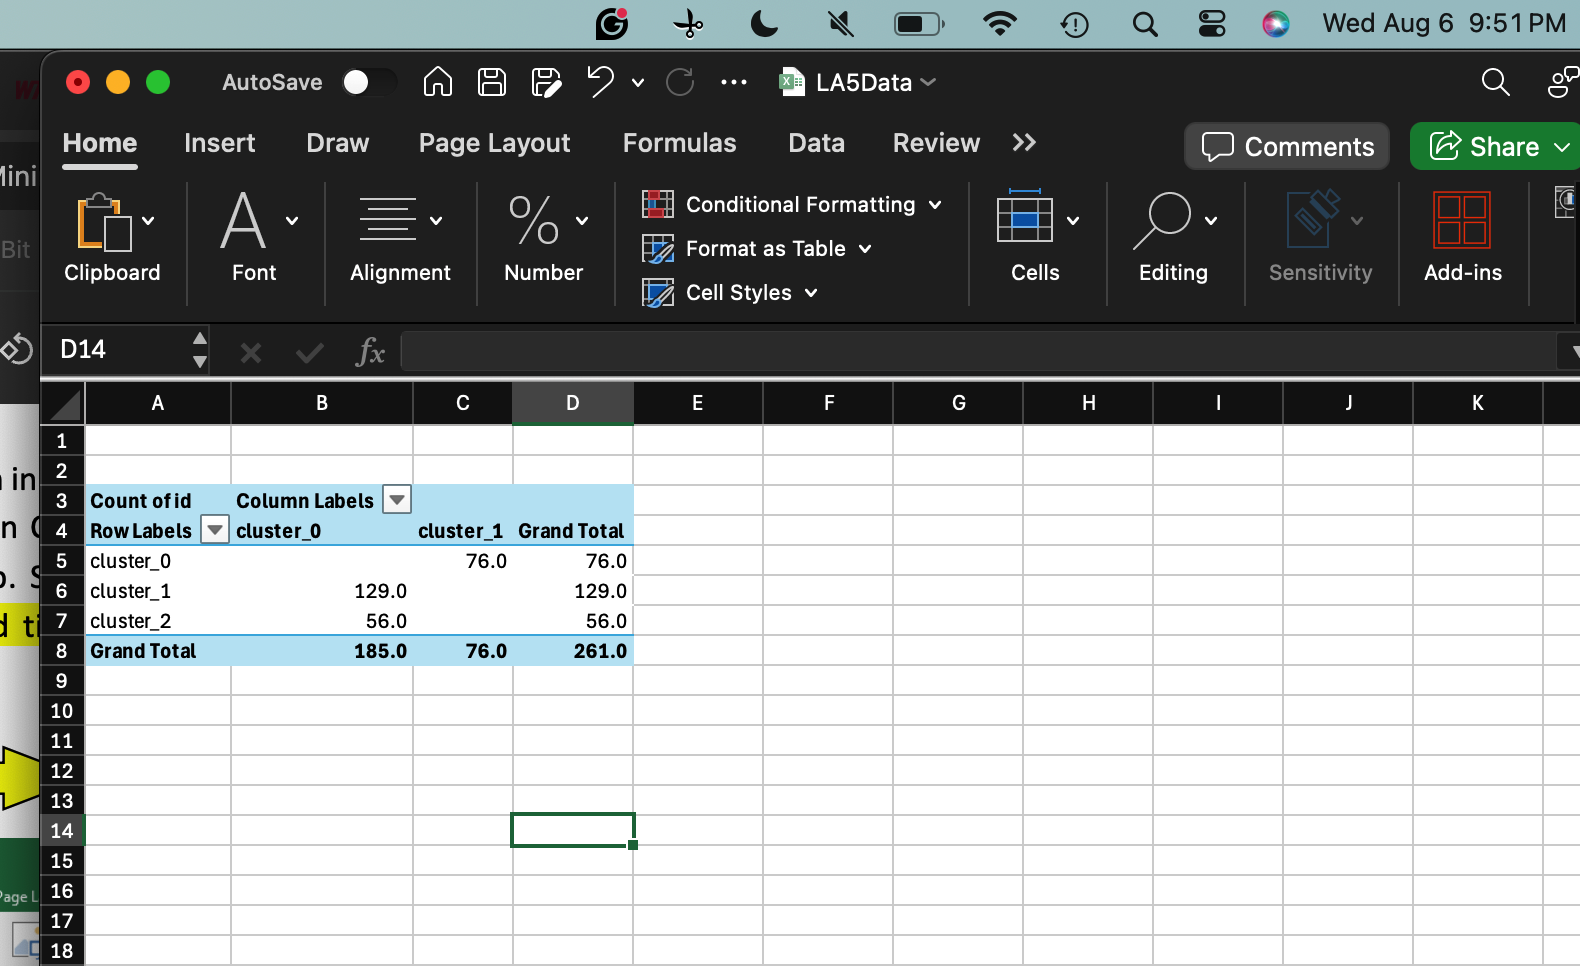 Wed Aug 6 9:51 PM
AutoSave
LA5Data
Home Insert Draw Page Layout Formulas Data Review
Comments
Share
Clipboard
Font
Alignment
%
Number
Conditional Formatting
Format as Table
Cell Styles
Cells
Editing
Sensitivity
Add-ins
D14
fx
A B C D E F G H I J K
1
2
3 Count of id Column Labels
4 Row Labels cluster_0 cluster_1 Grand Total
5 cluster_0 76.0 76.0
6 cluster_1 129.0 129.0
7 cluster_2 56.0 56.0
8 Grand Total 185.0 76.0 261.0
9
10
11
12
13
14
15
16
17
18
Bit
in
Page L